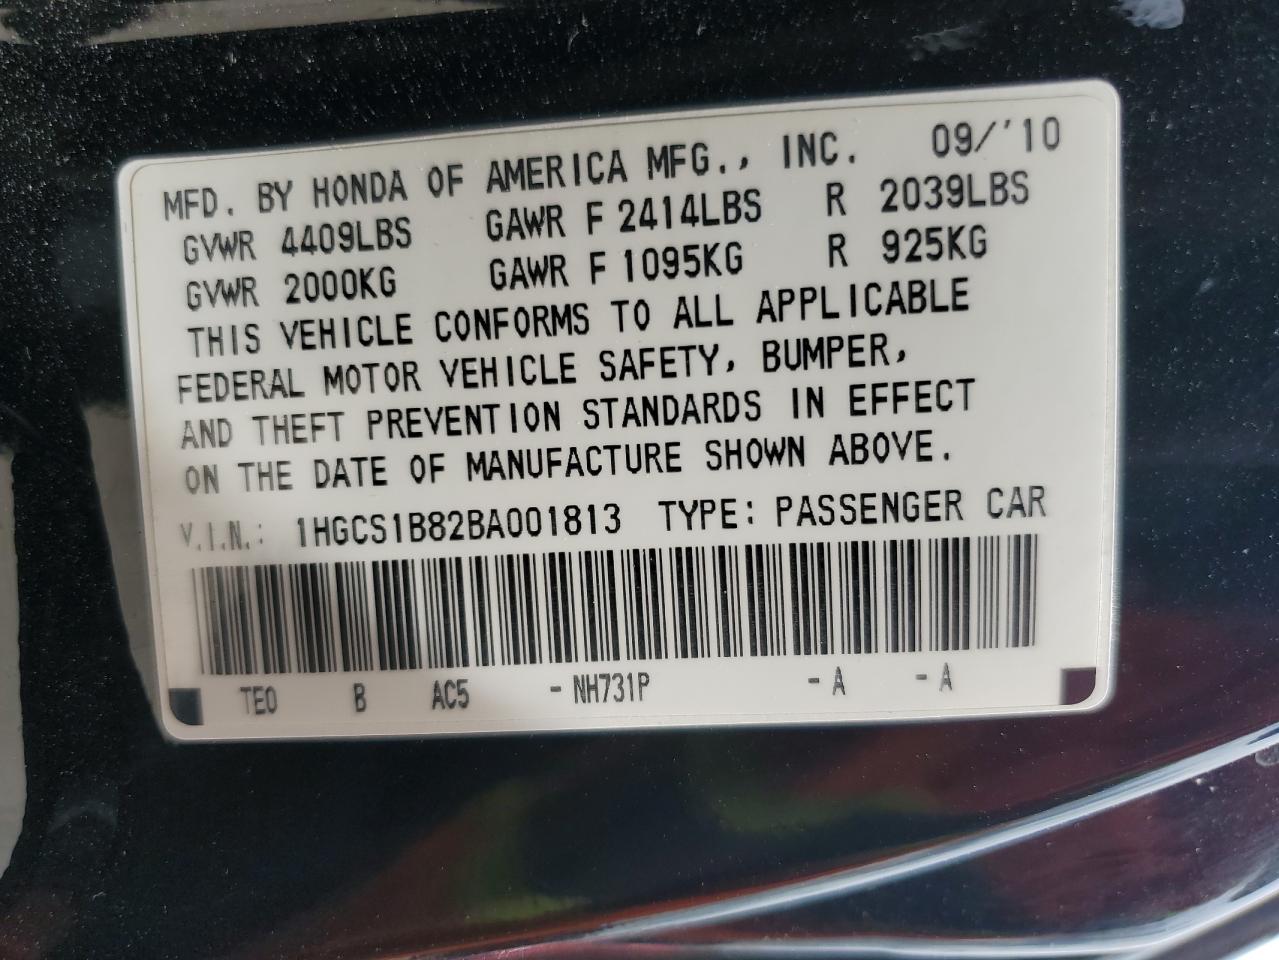 MFD. BY HONDA OF AMERICA MFG., INC. 09/'10
GVWR 4409LBS GAWR F 2414LBS R 2039LBS
GVWR 2000KG GAWR F 1095KG R 925KG
THIS VEHICLE CONFORMS TO ALL APPLICABLE
FEDERAL MOTOR VEHICLE SAFETY, BUMPER,
AND THEFT PREVENTION STANDARDS IN EFFECT
ON THE DATE OF MANUFACTURE SHOWN ABOVE.
V.I.N.: 1HGCS1B82BA001813 TYPE: PASSENGER CAR
TE0 B AC5 -NH731P -A -A